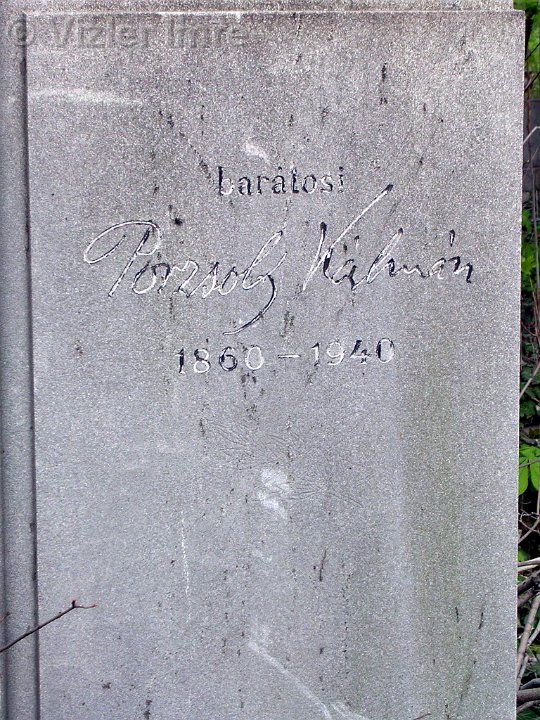 © Vizler Imre
barátosi
Porzsolt Kálmán
1860 – 1940